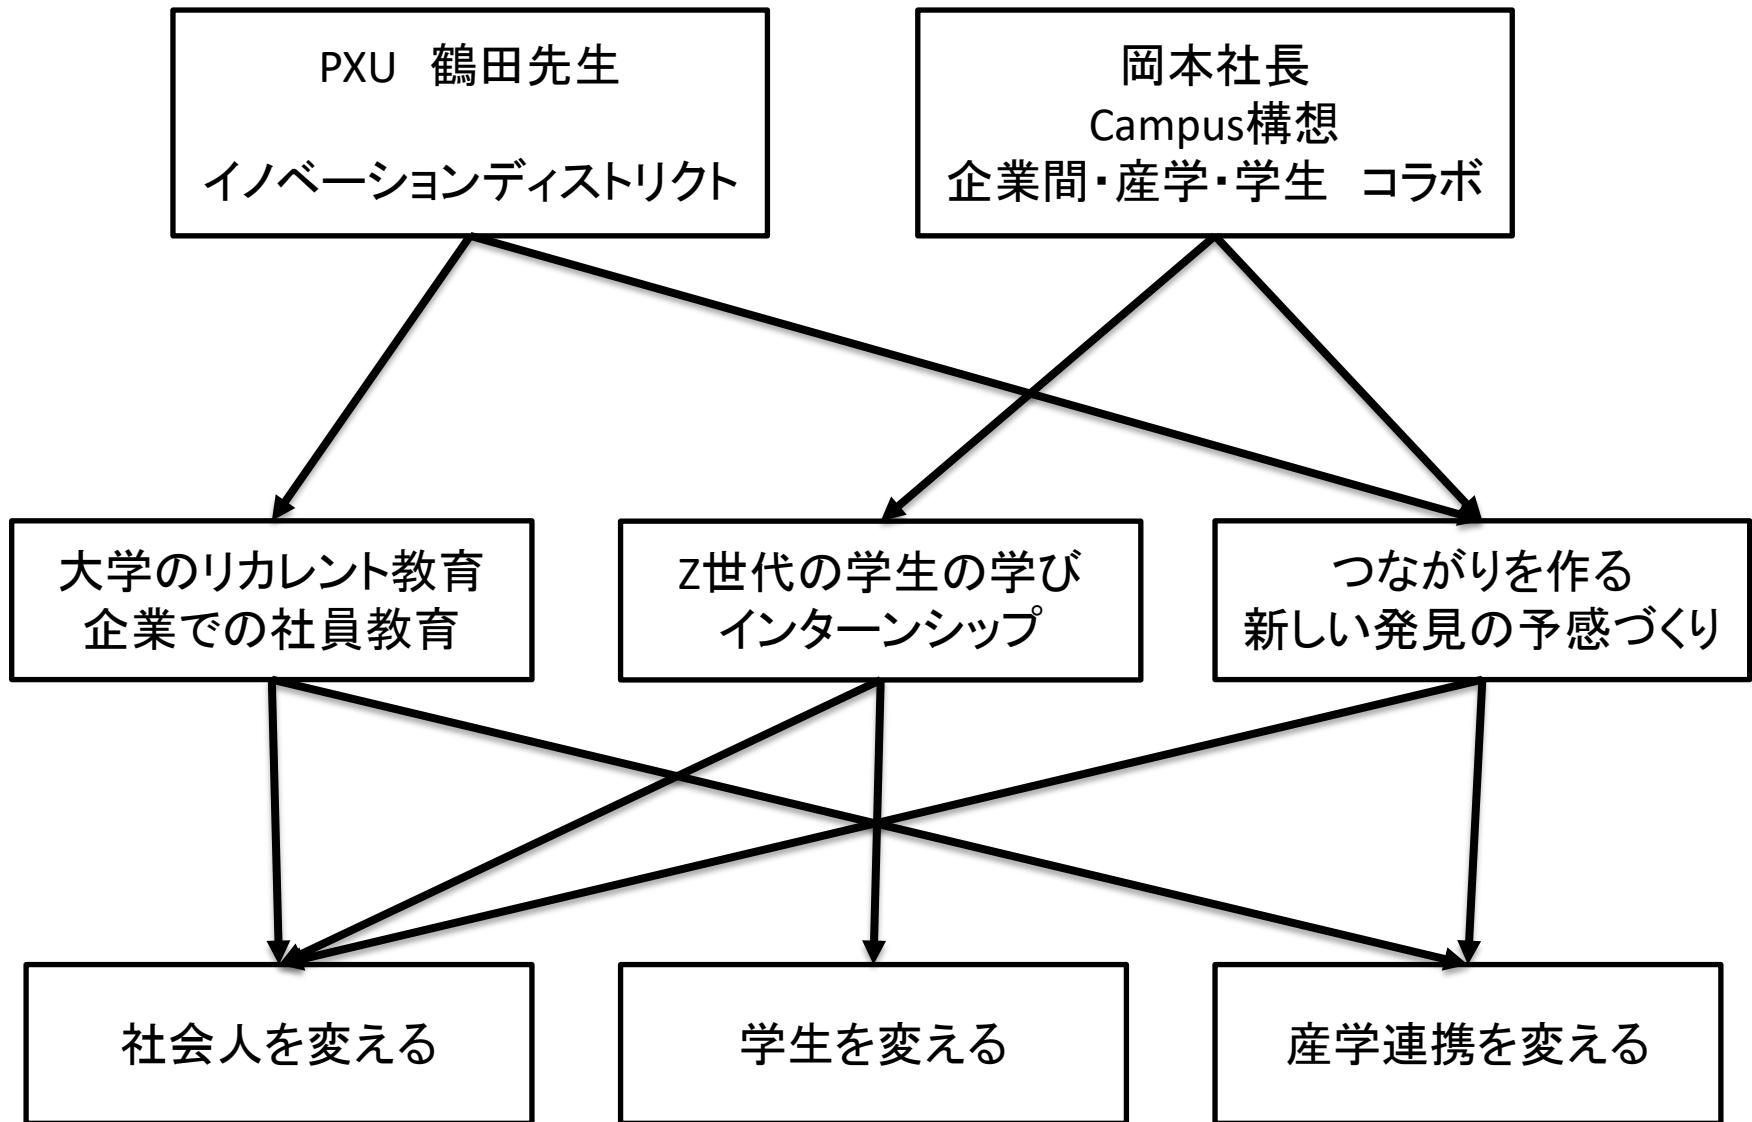 PXU　鶴田先生
イノベーションディストリクト
岡本社長
Campus構想
企業間・産学・学生　コラボ
大学のリカレント教育
企業での社員教育
Z世代の学生の学び
インターンシップ
つながりを作る
新しい発見の予感づくり
社会人を変える
学生を変える
産学連携を変える